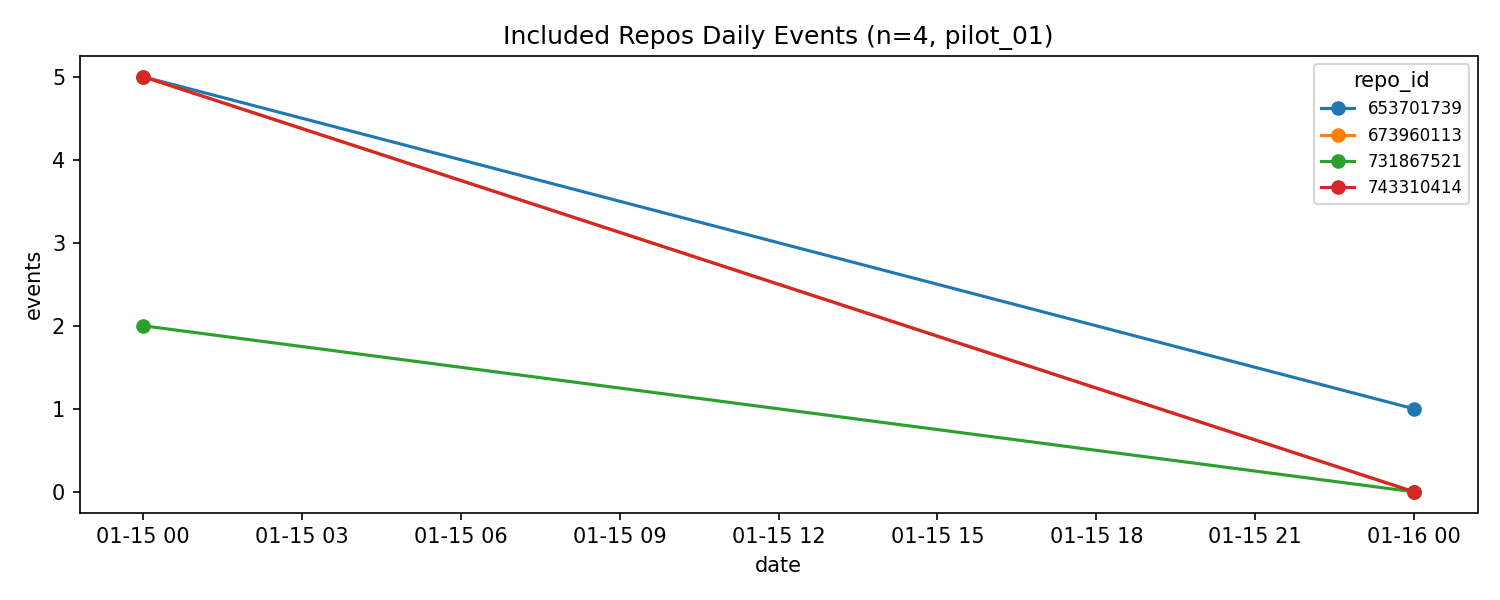 Included Repos Daily Events (n=4, pilot_01)
repo_id
653701739
673960113
731867521
743310414
events
5
4
3
2
1
0
01-15 00 01-15 03 01-15 06 01-15 09 01-15 12 01-15 15 01-15 18 01-15 21 01-16 00
date